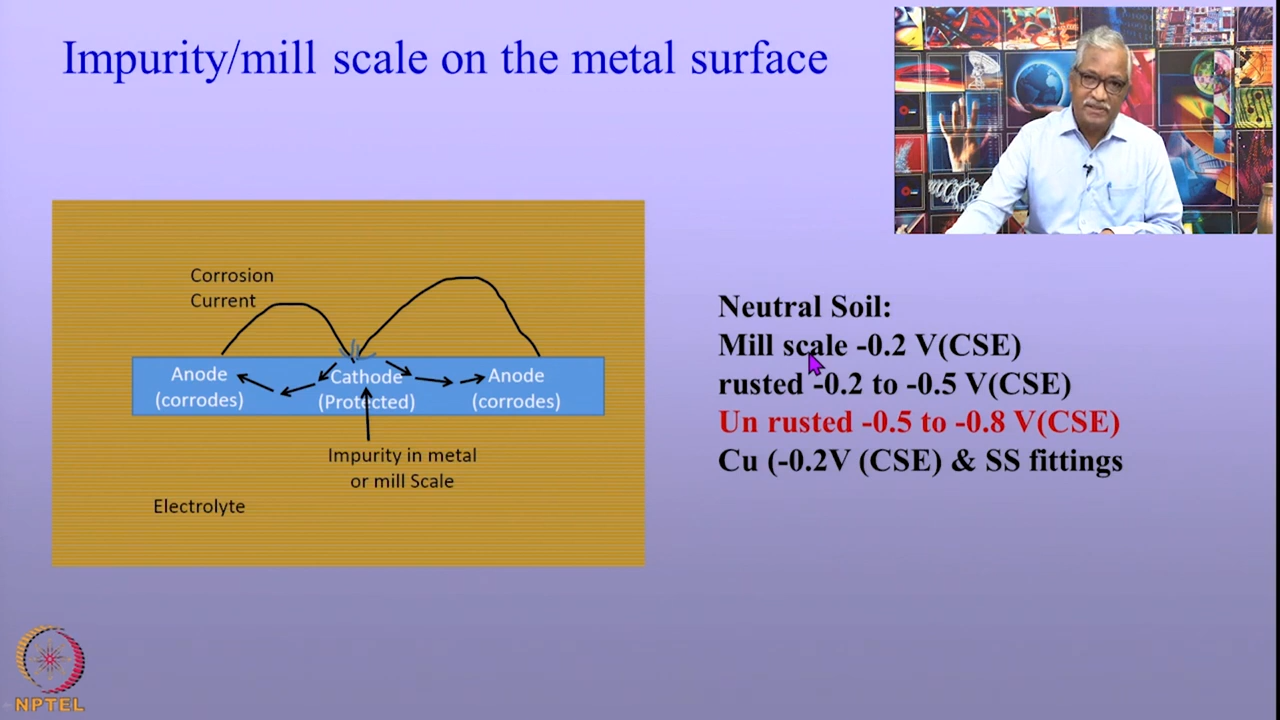 Impurity/mill scale on the metal surface
Corrosion
Current
Anode
(corrodes)
Cathode
(Protected)
Anode
(corrodes)
Impurity in metal
or mill Scale
Electrolyte
Neutral Soil:
Mill scale -0.2 V(CSE)
rusted -0.2 to -0.5 V(CSE)
Un rusted -0.5 to -0.8 V(CSE)
Cu (-0.2V (CSE) & SS fittings
NPTEL